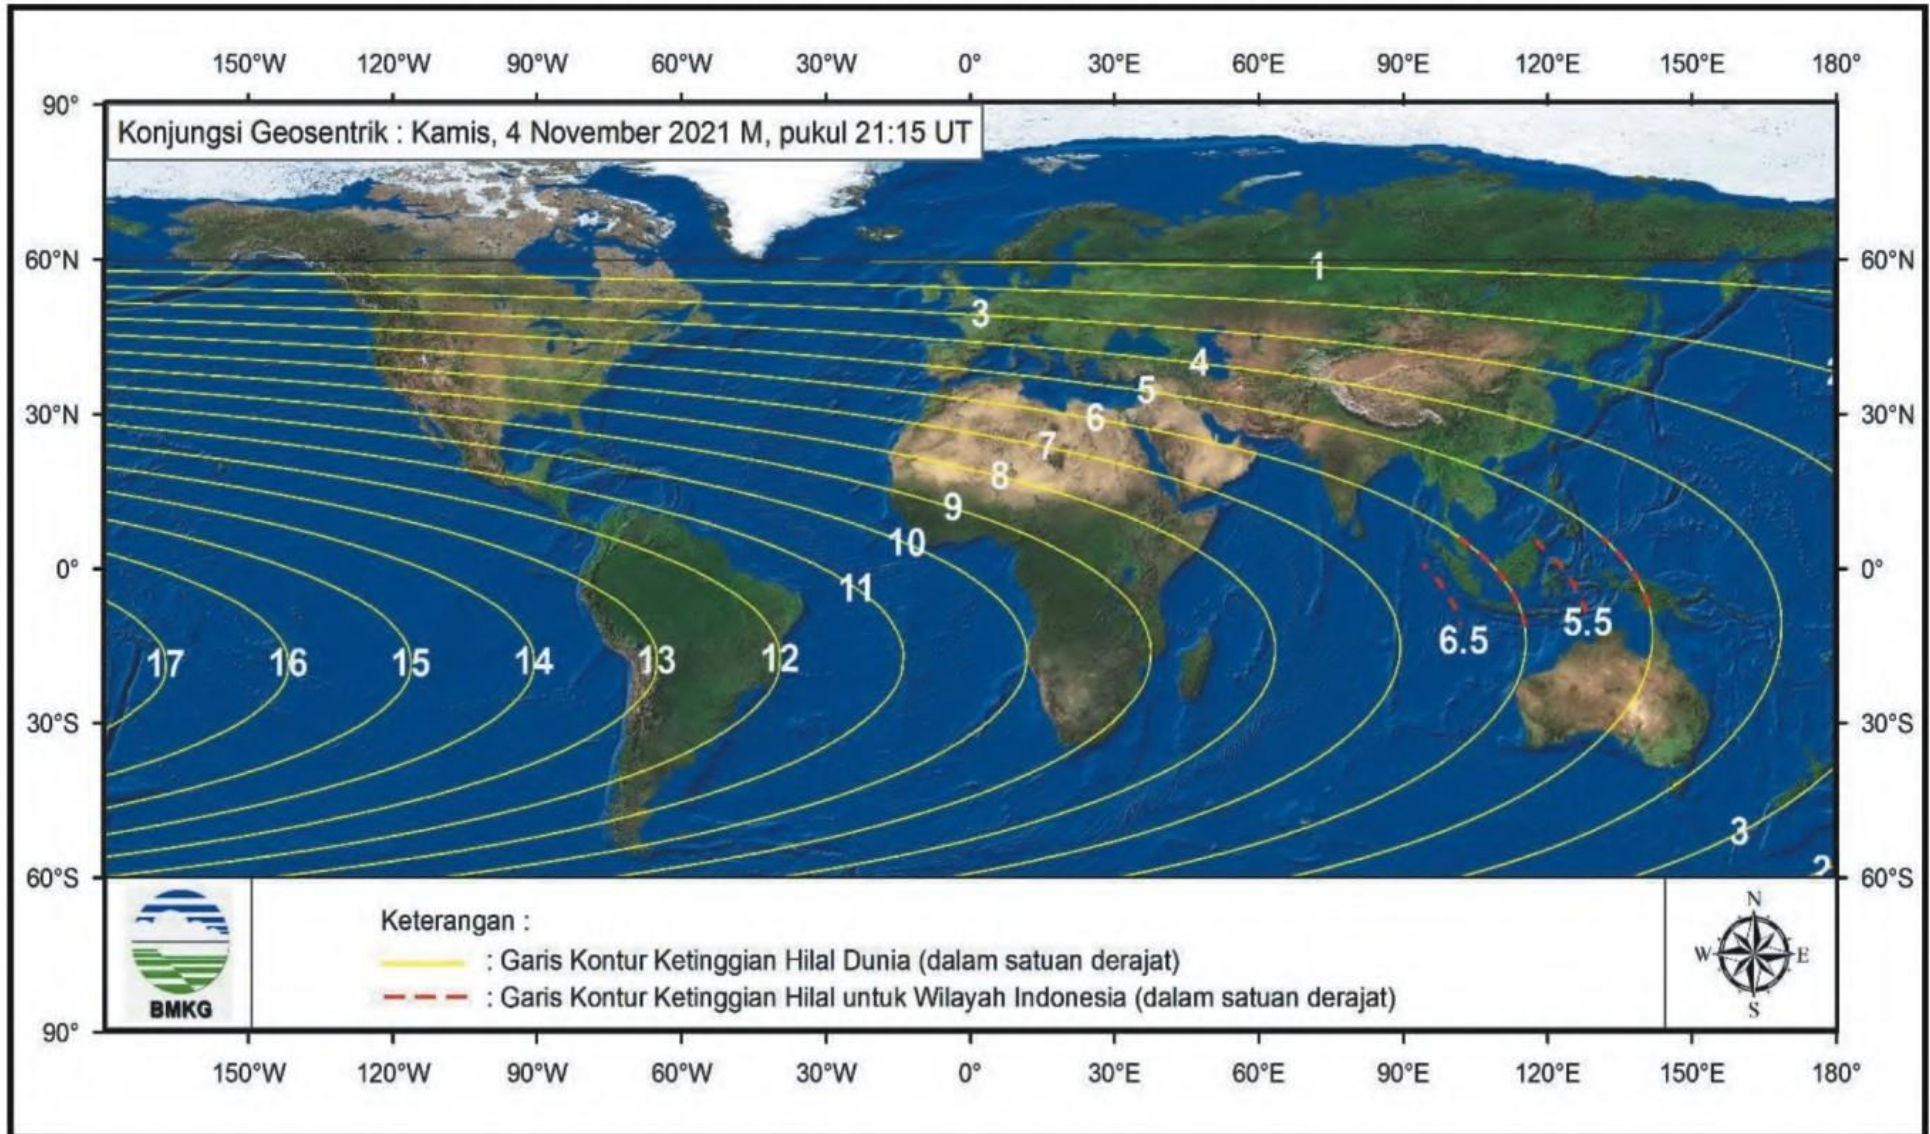 150°W 120°W 90°W 60°W 30°W 0° 30°E 60°E 90°E 120°E 150°E 180°
90°
Konjungsi Geosentrik : Kamis, 4 November 2021 M, pukul 21:15 UT
60°N 1 60°N
3
4
5
30°N 6 30°N
7
8
9
10
0° 11 0°
6.5 5.5
17 16 15 14 13 12
30°S 30°S
3
2
60°S 60°S
Keterangan :
: Garis Kontur Ketinggian Hilal Dunia (dalam satuan derajat)
: Garis Kontur Ketinggian Hilal untuk Wilayah Indonesia (dalam satuan derajat)
BMKG
N
W E
S
90° 90°
150°W 120°W 90°W 60°W 30°W 0° 30°E 60°E 90°E 120°E 150°E 180°